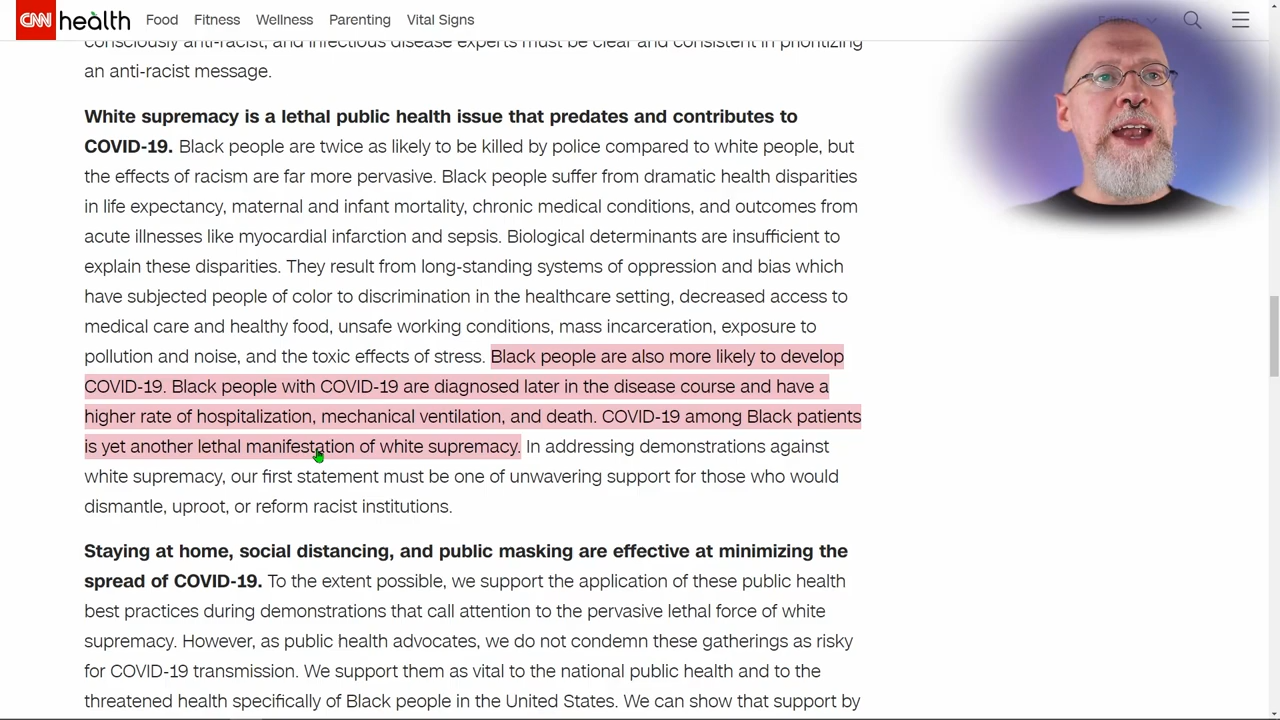 CNN health Food Fitness Wellness Parenting Vital Signs Edition
consciously anti-racist, and infectious disease experts must be clear and consistent in prioritizing
an anti-racist message.
White supremacy is a lethal public health issue that predates and contributes to
COVID-19. Black people are twice as likely to be killed by police compared to white people, but
the effects of racism are far more pervasive. Black people suffer from dramatic health disparities
in life expectancy, maternal and infant mortality, chronic medical conditions, and outcomes from
acute illnesses like myocardial infarction and sepsis. Biological determinants are insufficient to
explain these disparities. They result from long-standing systems of oppression and bias which
have subjected people of color to discrimination in the healthcare setting, decreased access to
medical care and healthy food, unsafe working conditions, mass incarceration, exposure to
pollution and noise, and the toxic effects of stress. Black people are also more likely to develop
COVID-19. Black people with COVID-19 are diagnosed later in the disease course and have a
higher rate of hospitalization, mechanical ventilation, and death. COVID-19 among Black patients
is yet another lethal manifestation of white supremacy. In addressing demonstrations against
white supremacy, our first statement must be one of unwavering support for those who would
dismantle, uproot, or reform racist institutions.
Staying at home, social distancing, and public masking are effective at minimizing the
spread of COVID-19. To the extent possible, we support the application of these public health
best practices during demonstrations that call attention to the pervasive lethal force of white
supremacy. However, as public health advocates, we do not condemn these gatherings as risky
for COVID-19 transmission. We support them as vital to the national public health and to the
threatened health specifically of Black people in the United States. We can show that support by